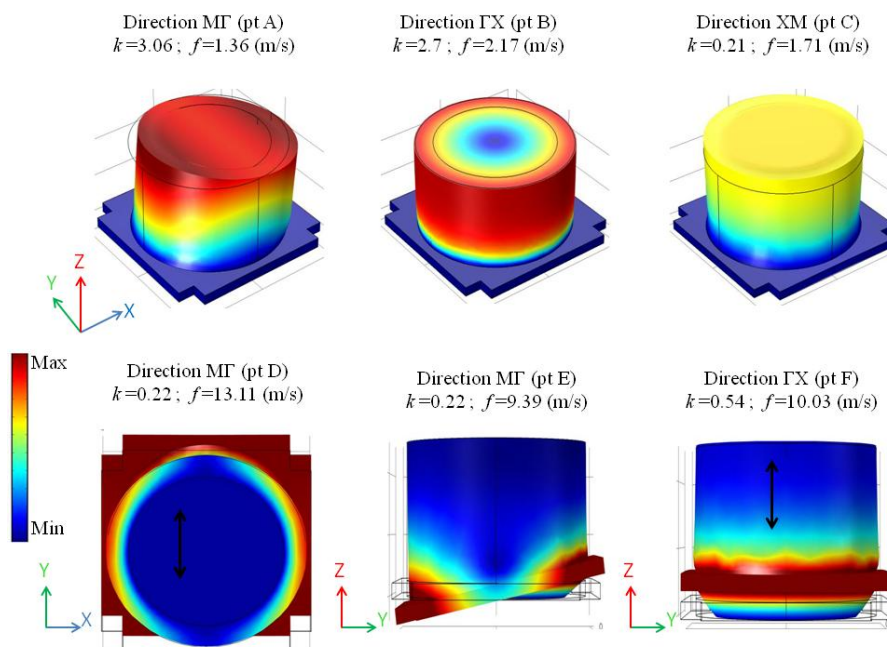 Direction MΓ (pt A)
k=3.06 ; f=1.36 (m/s)
Direction ΓX (pt B)
k=2.7 ; f=2.17 (m/s)
Direction XM (pt C)
k=0.21 ; f=1.71 (m/s)
Z
Y
X
Max
Min
Direction MΓ (pt D)
k=0.22 ; f=13.11 (m/s)
Direction MΓ (pt E)
k=0.22 ; f=9.39 (m/s)
Direction ΓX (pt F)
k=0.54 ; f=10.03 (m/s)
Y
X
Z
Y
0
Z
Y